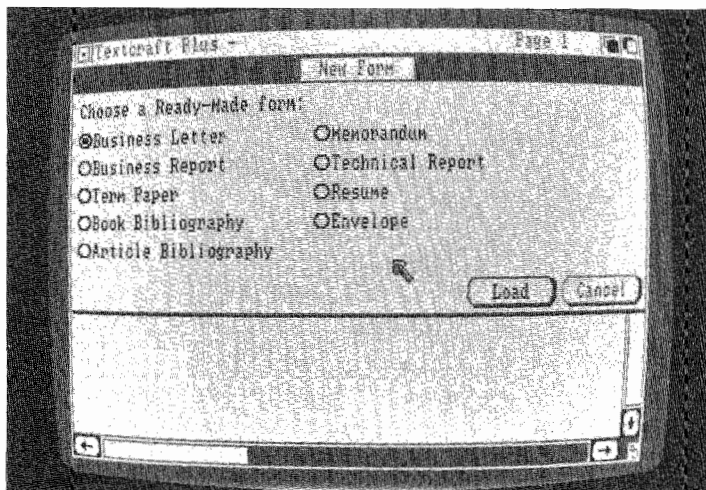 Textcraft Plus - Page 1
New Form
Choose a Ready-Made form:
Business Letter
Business Report
Term Paper
Book Bibliography
Article Bibliography
Memorandum
Technical Report
Resume
Envelope
Load Cancel